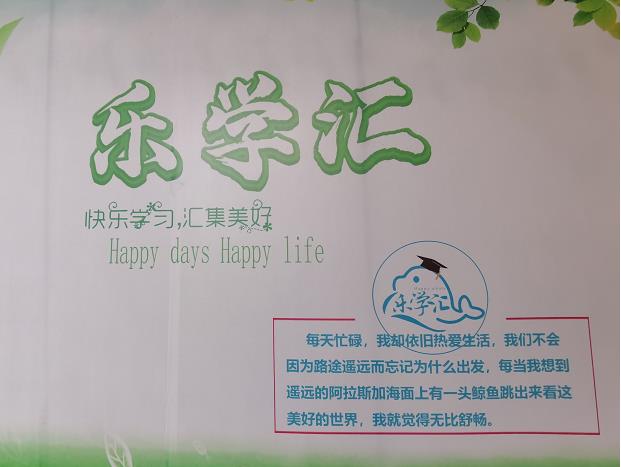 乐学汇
快乐学习,汇集美好
Happy days Happy life
乐学汇
每天忙碌，我却依旧热爱生活，我们不会
因为路途遥远而忘记为什么出发，每当我想到
遥远的阿拉斯加海面上有一头鲸鱼跳出来看这
美好的世界，我就觉得无比舒畅。